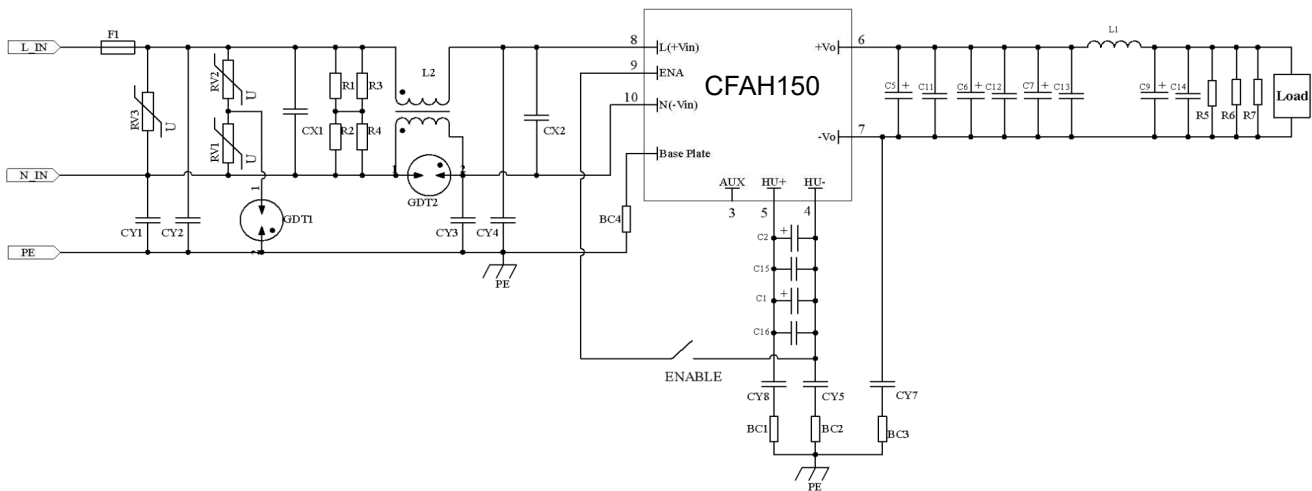 L_IN
F1
RV3
U
RV2
U
RV1
U
CX1
R1
R3
R2
R4
L2
CX2
N_IN
1
2
GDT2
1
GDT1
2
CY1
CY2
CY3
CY4
PE
PE
BC4
8
L(+Vin)
9
ENA
10
N(-Vin)
Base Plate
CFAH150
+Vo
6
-Vo
7
AUX
HU+
HU-
3
5
4
C2
+
C15
C1
+
C16
ENABLE
CY8
CY5
CY7
BC1
BC2
BC3
PE
C5
+
C11
C6
+
C12
C7
+
C13
L1
C9
+
C14
R5
R6
R7
Load